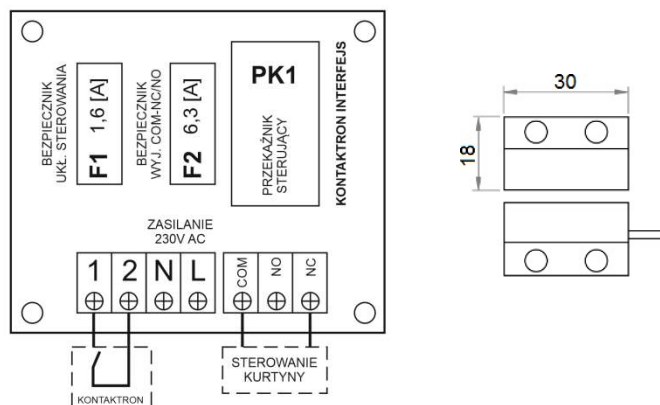 BEZPIECZNIK
UKŁ. STEROWANIA
F1 1,6 [A]
BEZPIECZNIK
WYJ. COM-NC/NO
F2 6,3 [A]
PK1
PRZEKAŹNIK
STERUJĄCY
KONTAKTRON INTERFEJS
ZASILANIE
230V AC
1 2 N L
COM NO NC
KONTAKTRON
STEROWANIE
KURTYNY
30
18